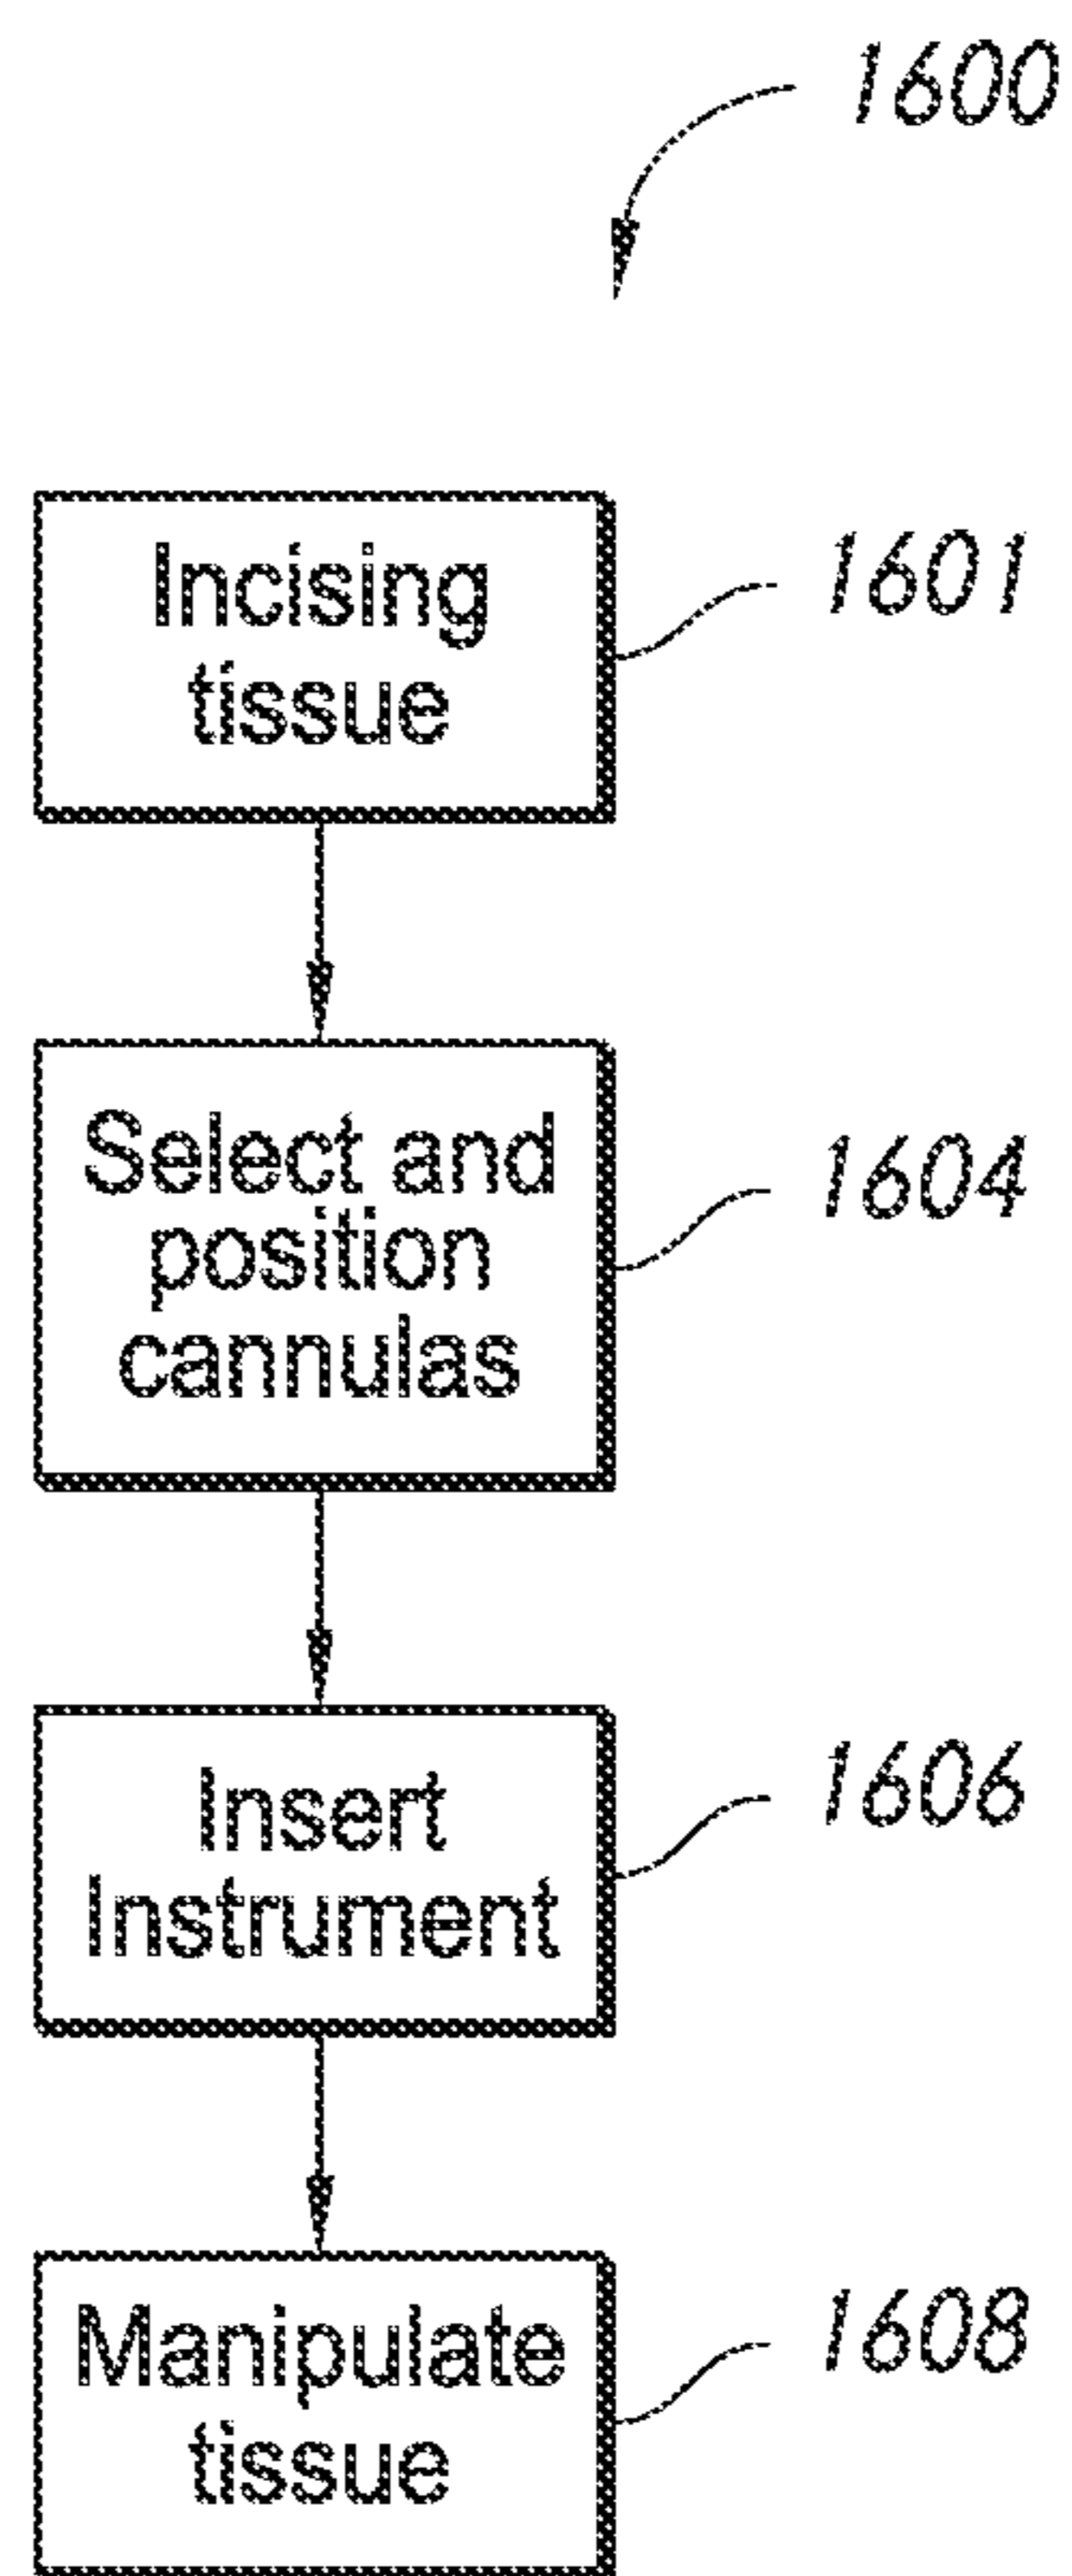 1600
Incising
tissue
1601
Select and
position
cannulas
1604
Insert
Instrument
1606
Manipulate
tissue
1608